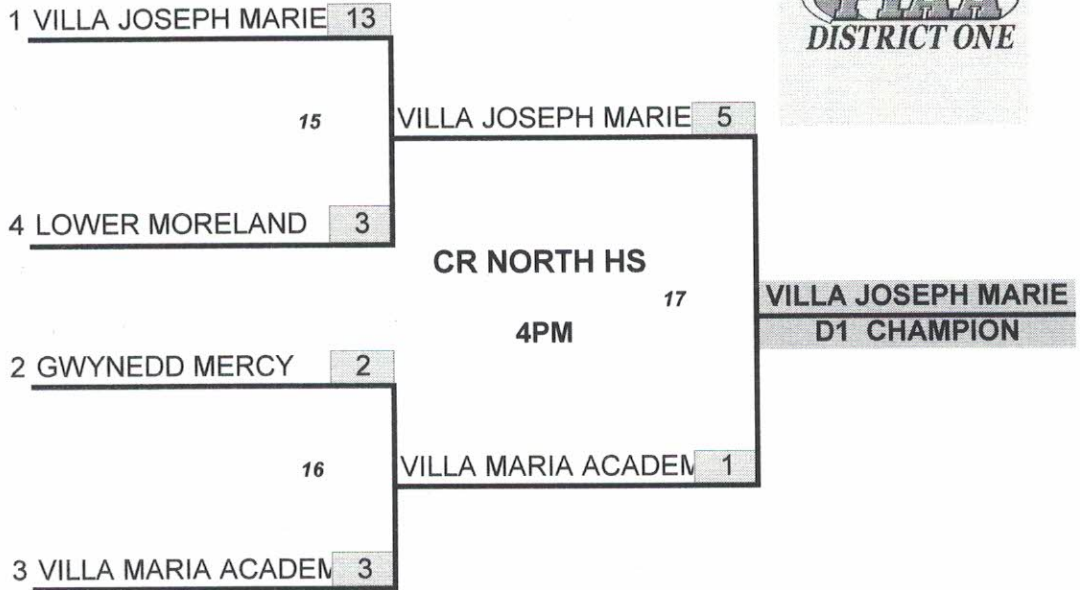 PIAA
DISTRICT ONE
1 VILLA JOSEPH MARIE 13
15
VILLA JOSEPH MARIE 5
4 LOWER MORELAND 3
CR NORTH HS
17
VILLA JOSEPH MARIE
4PM
D1 CHAMPION
2 GWYNEDD MERCY 2
16
VILLA MARIA ACADEM 1
3 VILLA MARIA ACADEM 3